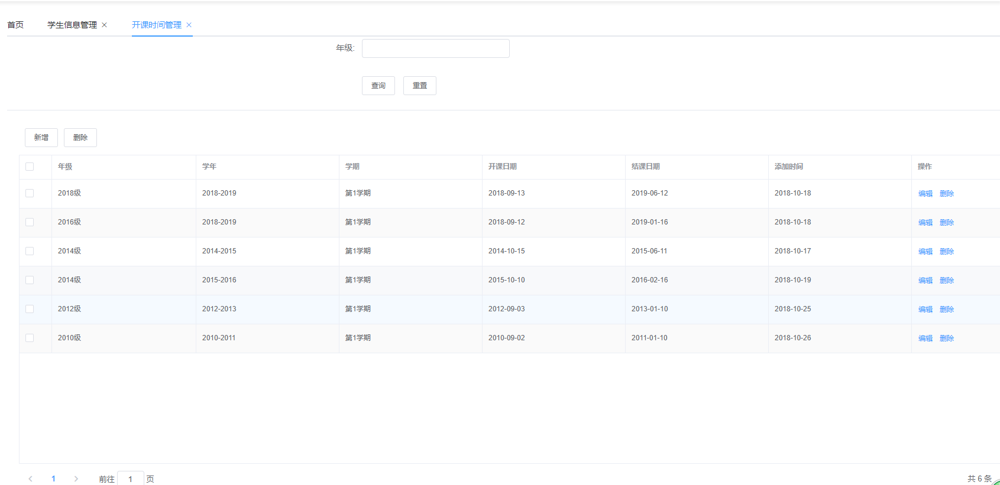 首页 学生信息管理 开课时间管理
年级:
查询 重置
新增 删除
年级 学年 学期 开课日期 结课日期 添加时间 操作
2018级 2018-2019 第1学期 2018-09-13 2019-06-12 2018-10-18 编辑 删除
2016级 2018-2019 第1学期 2018-09-12 2019-01-16 2018-10-18 编辑 删除
2014级 2014-2015 第1学期 2014-10-15 2015-06-11 2018-10-17 编辑 删除
2014级 2015-2016 第1学期 2015-10-10 2016-02-16 2018-10-19 编辑 删除
2012级 2012-2013 第1学期 2012-09-03 2013-01-10 2018-10-25 编辑 删除
2010级 2010-2011 第1学期 2010-09-02 2011-01-10 2018-10-26 编辑 删除
1 前往 1 页 共 6 条